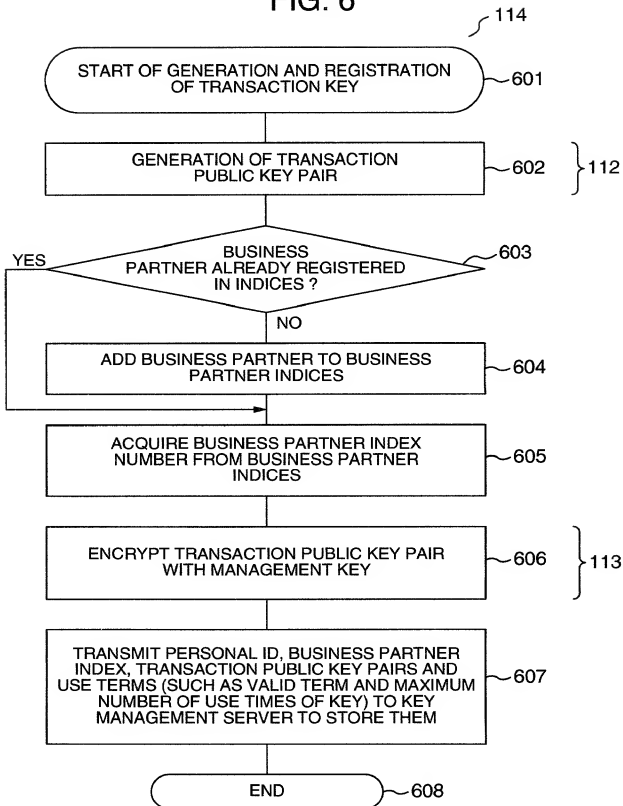 FIG. 6
114
START OF GENERATION AND REGISTRATION
OF TRANSACTION KEY
601
GENERATION OF TRANSACTION
PUBLIC KEY PAIR
602
112
BUSINESS
PARTNER ALREADY REGISTERED
IN INDICES ?
603
YES
NO
ADD BUSINESS PARTNER TO BUSINESS
PARTNER INDICES
604
ACQUIRE BUSINESS PARTNER INDEX
NUMBER FROM BUSINESS PARTNER
INDICES
605
ENCRYPT TRANSACTION PUBLIC KEY PAIR
WITH MANAGEMENT KEY
606
113
TRANSMIT PERSONAL ID, BUSINESS PARTNER
INDEX, TRANSACTION PUBLIC KEY PAIRS AND
USE TERMS (SUCH AS VALID TERM AND MAXIMUM
NUMBER OF USE TIMES OF KEY) TO KEY
MANAGEMENT SERVER TO STORE THEM
607
END
608